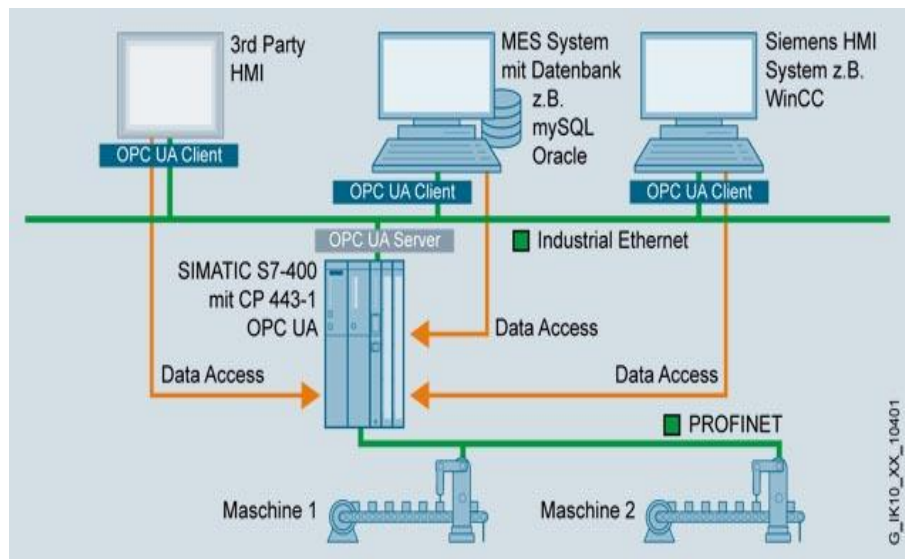 3rd Party
HMI
MES System
mit Datenbank
z.B.
mySQL
Oracle
Siemens HMI
System z.B.
WinCC
OPC UA Client
OPC UA Client
OPC UA Client
OPC UA Server
Industrial Ethernet
SIMATIC S7-400
mit CP 443-1
OPC UA
Data Access
Data Access
Data Access
PROFINET
Maschine 1
Maschine 2
G_IK10_XX_10401